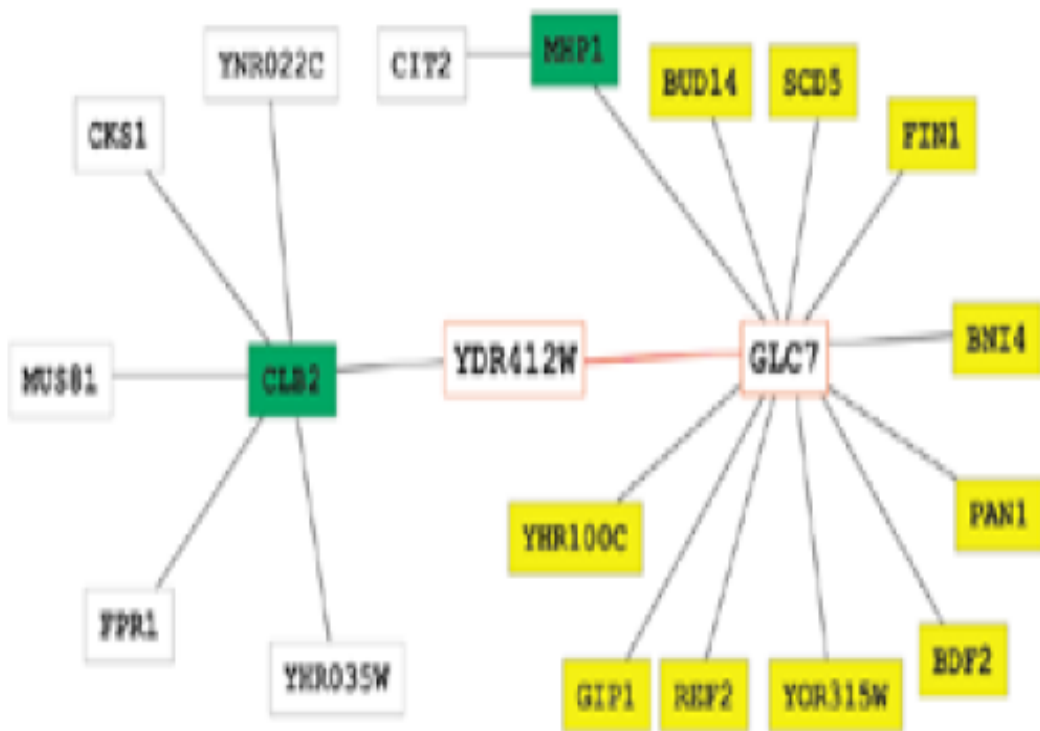 YNR022C
CIT2
MHP1
BUD14
SCD5
FIN1
CKS1
MUS81
CLB2
YDR412W
GLC7
BNI4
YHR100C
PAN1
FPR1
YHR035W
GIP1
REF2
YOR315W
BDF2